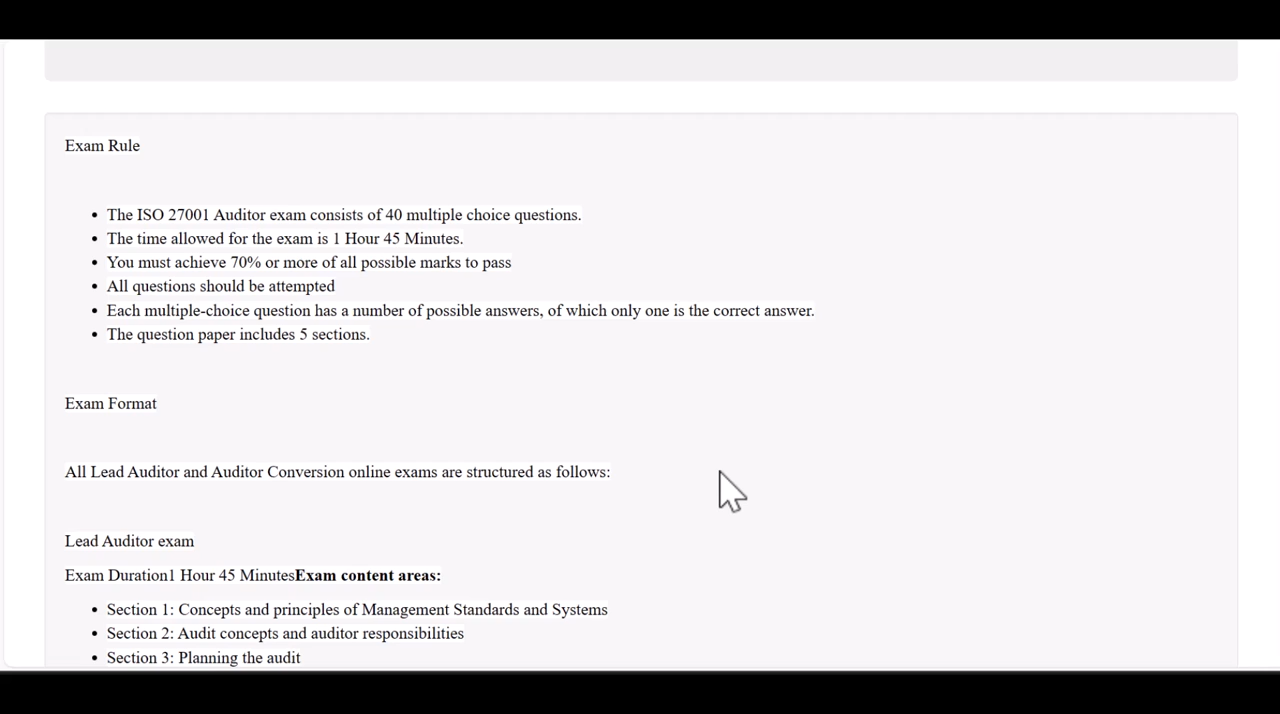 Exam Rule
The ISO 27001 Auditor exam consists of 40 multiple choice questions.
The time allowed for the exam is 1 Hour 45 Minutes.
You must achieve 70% or more of all possible marks to pass
All questions should be attempted
Each multiple-choice question has a number of possible answers, of which only one is the correct answer.
The question paper includes 5 sections.
Exam Format
All Lead Auditor and Auditor Conversion online exams are structured as follows:
Lead Auditor exam
Exam Duration1 Hour 45 MinutesExam content areas:
Section 1: Concepts and principles of Management Standards and Systems
Section 2: Audit concepts and auditor responsibilities
Section 3: Planning the audit